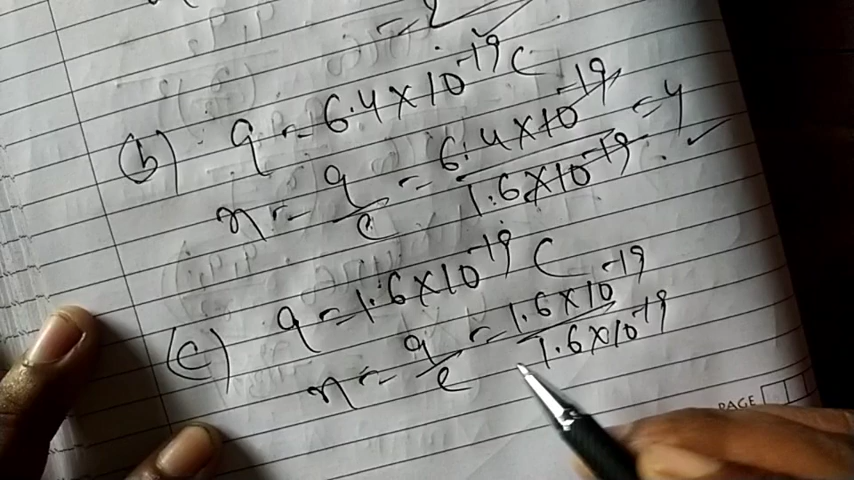 = 2
(b) q = 6.4 × 10⁻¹⁹ C
n = q/e = 6.4 × 10⁻¹⁹ / 1.6 × 10⁻¹⁹ = 4 ✓
(c) q = 1.6 × 10⁻¹⁹ C
n = q/e = 1.6 × 10⁻¹⁹ / 1.6 × 10⁻¹⁹
PAGE